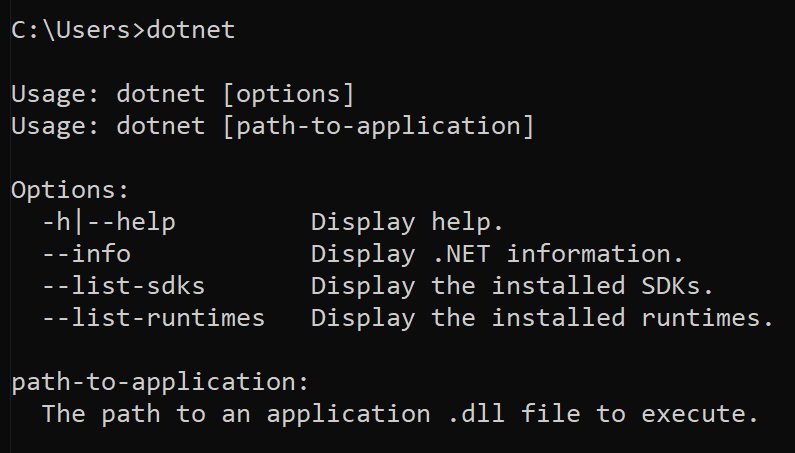 C:\Users>dotnet
Usage: dotnet [options]
Usage: dotnet [path-to-application]
Options:
-h|--help Display help.
--info Display .NET information.
--list-sdks Display the installed SDKs.
--list-runtimes Display the installed runtimes.
path-to-application:
The path to an application .dll file to execute.